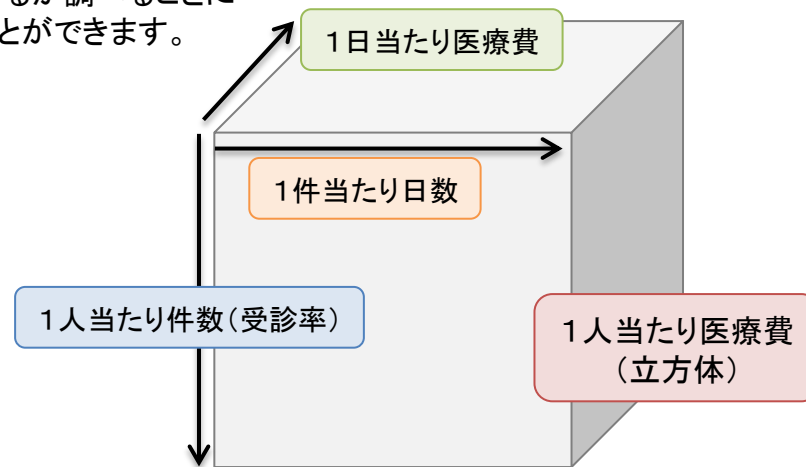 とができます。
1日当たり医療費
1件当たり日数
1人当たり件数(受診率)
1人当たり医療費
(立方体)